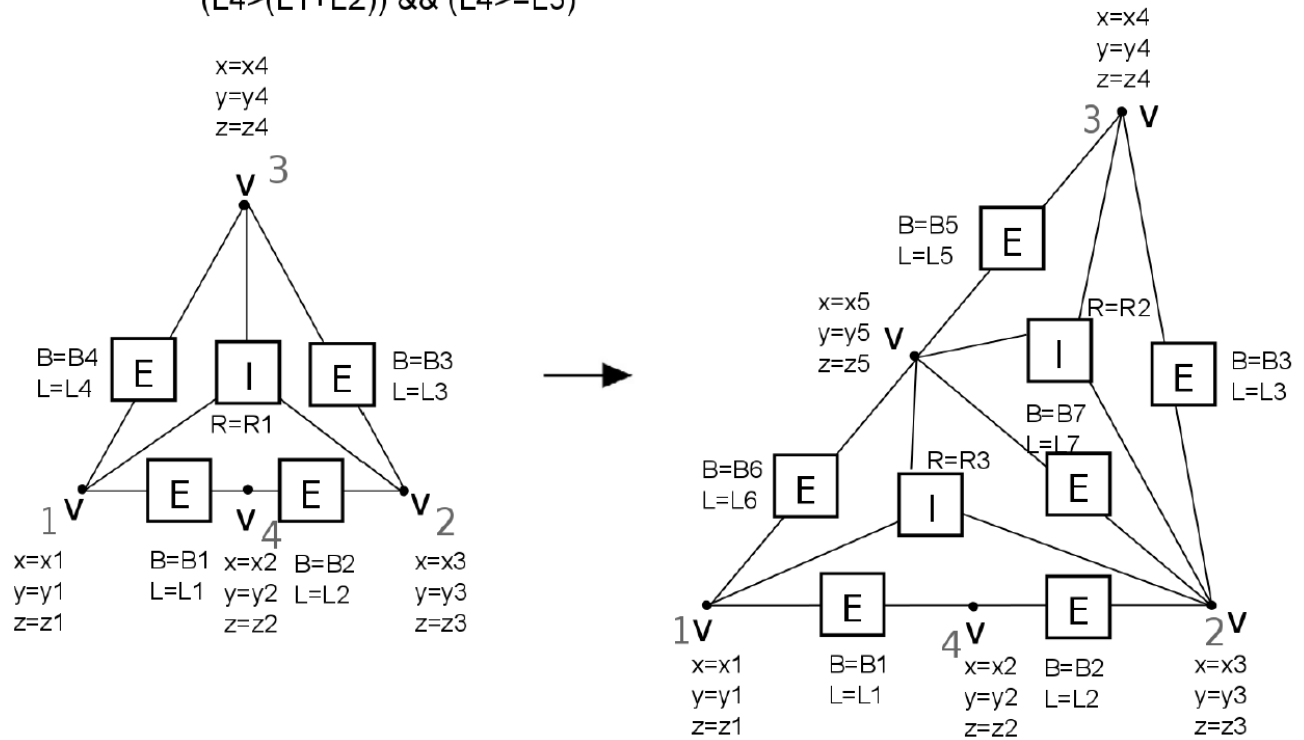 (L4>(L1+L2)) && (L4>=L3)
x=x4
y=y4
z=z4
3
V
B=B4
L=L4
E
I
E
B=B3
L=L3
R=R1
V
1
E
E
V
4
V
2
x=x1
y=y1
z=z1
B=B1
L=L1
x=x2
y=y2
z=z2
B=B2
L=L2
x=x3
y=y3
z=z3
x=x4
y=y4
z=z4
3
V
B=B5
L=L5
E
x=x5
y=y5
z=z5
V
R=R2
I
E
B=B3
L=L3
B=B7
L=L7
B=B6
L=L6
E
R=R3
I
E
E
E
1
V
4
V
2
V
x=x1
y=y1
z=z1
B=B1
L=L1
x=x2
y=y2
z=z2
B=B2
L=L2
x=x3
y=y3
z=z3